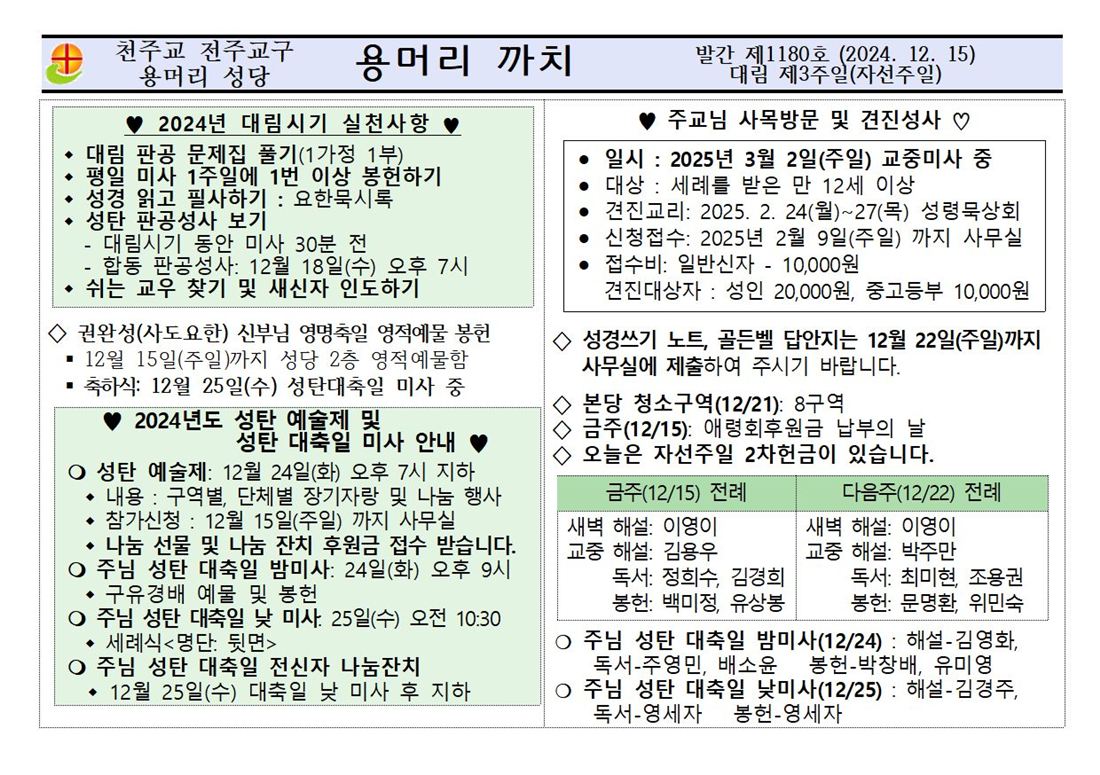 천주교 전주교구
용머리 성당
용머리 까치
발간 제1180호 (2024. 12. 15)
대림 제3주일(자선주일)
♥ 2024년 대림시기 실천사항 ♥
◆ 대림 판공 문제집 풀기(1가정 1부)
◆ 평일 미사 1주일에 1번 이상 봉헌하기
◆ 성경 읽고 필사하기 : 요한묵시록
◆ 성탄 판공성사 보기
- 대림시기 동안 미사 30분 전
- 합동 판공성사: 12월 18일(수) 오후 7시
◆ 쉬는 교우 찾기 및 새신자 인도하기
◇ 권완성(사도요한) 신부님 영명축일 영적예물 봉헌
▪ 12월 15일(주일)까지 성당 2층 영적예물함
▪ 축하식: 12월 25일(수) 성탄대축일 미사 중
♥ 2024년도 성탄 예술제 및
성탄 대축일 미사 안내 ♥
❍ 성탄 예술제: 12월 24일(화) 오후 7시 지하
◆ 내용 : 구역별, 단체별 장기자랑 및 나눔 행사
◆ 참가신청 : 12월 15일(주일) 까지 사무실
◆ 나눔 선물 및 나눔 잔치 후원금 접수 받습니다.
❍ 주님 성탄 대축일 밤미사: 24일(화) 오후 9시
◆ 구유경배 예물 및 봉헌
❍ 주님 성탄 대축일 낮 미사: 25일(수) 오전 10:30
◆ 세례식<명단: 뒷면>
❍ 주님 성탄 대축일 전신자 나눔잔치
◆ 12월 25일(수) 대축일 낮 미사 후 지하
♥ 주교님 사목방문 및 견진성사 ♡
● 일시 : 2025년 3월 2일(주일) 교중미사 중
● 대상 : 세례를 받은 만 12세 이상
● 견진교리: 2025. 2. 24(월)~27(목) 성령묵상회
● 신청접수: 2025년 2월 9일(주일) 까지 사무실
● 접수비: 일반신자 - 10,000원
견진대상자 : 성인 20,000원, 중고등부 10,000원
◇ 성경쓰기 노트, 골든벨 답안지는 12월 22일(주일)까지
사무실에 제출하여 주시기 바랍니다.
◇ 본당 청소구역(12/21): 8구역
◇ 금주(12/15): 애령회후원금 납부의 날
◇ 오늘은 자선주일 2차헌금이 있습니다.
금주(12/15) 전례 다음주(12/22) 전례
새벽 해설: 이영이 새벽 해설: 이영이
교중 해설: 김용우 교중 해설: 박주만
독서: 정희수, 김경희 독서: 최미현, 조용권
봉헌: 백미정, 유상봉 봉헌: 문명환, 위민숙
❍ 주님 성탄 대축일 밤미사(12/24) : 해설-김영화,
독서-주영민, 배소윤 봉헌-박창배, 유미영
❍ 주님 성탄 대축일 낮미사(12/25) : 해설-김경주,
독서-영세자 봉헌-영세자